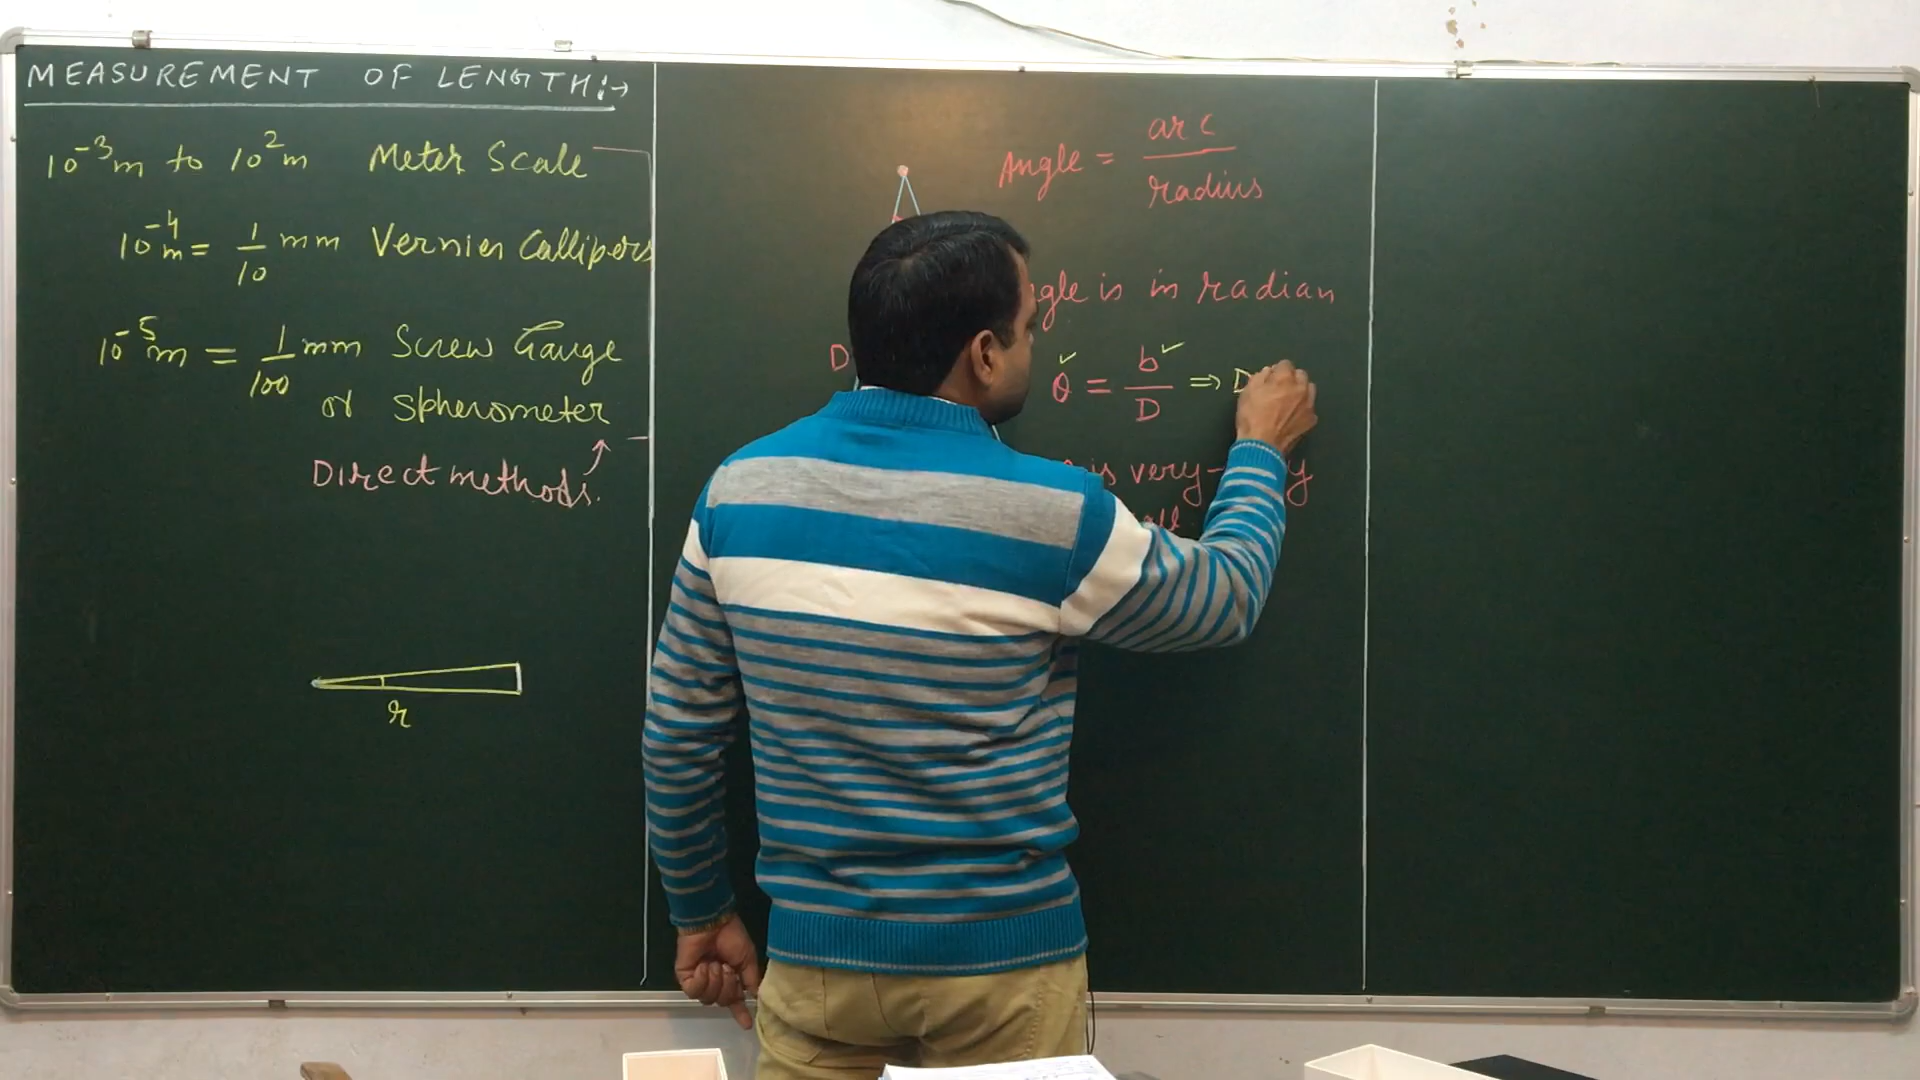 MEASUREMENT OF LENGTH:→
10⁻³m to 10²m Meter Scale
10⁻⁴m = 1/10 mm Vernier Callipers
10⁻⁵m = 1/100 mm Screw Gauge
or Spherometer
Direct methods.
r
Angle = arc/radius
is in radian
D
θ = b/D ⇒ D
is very-